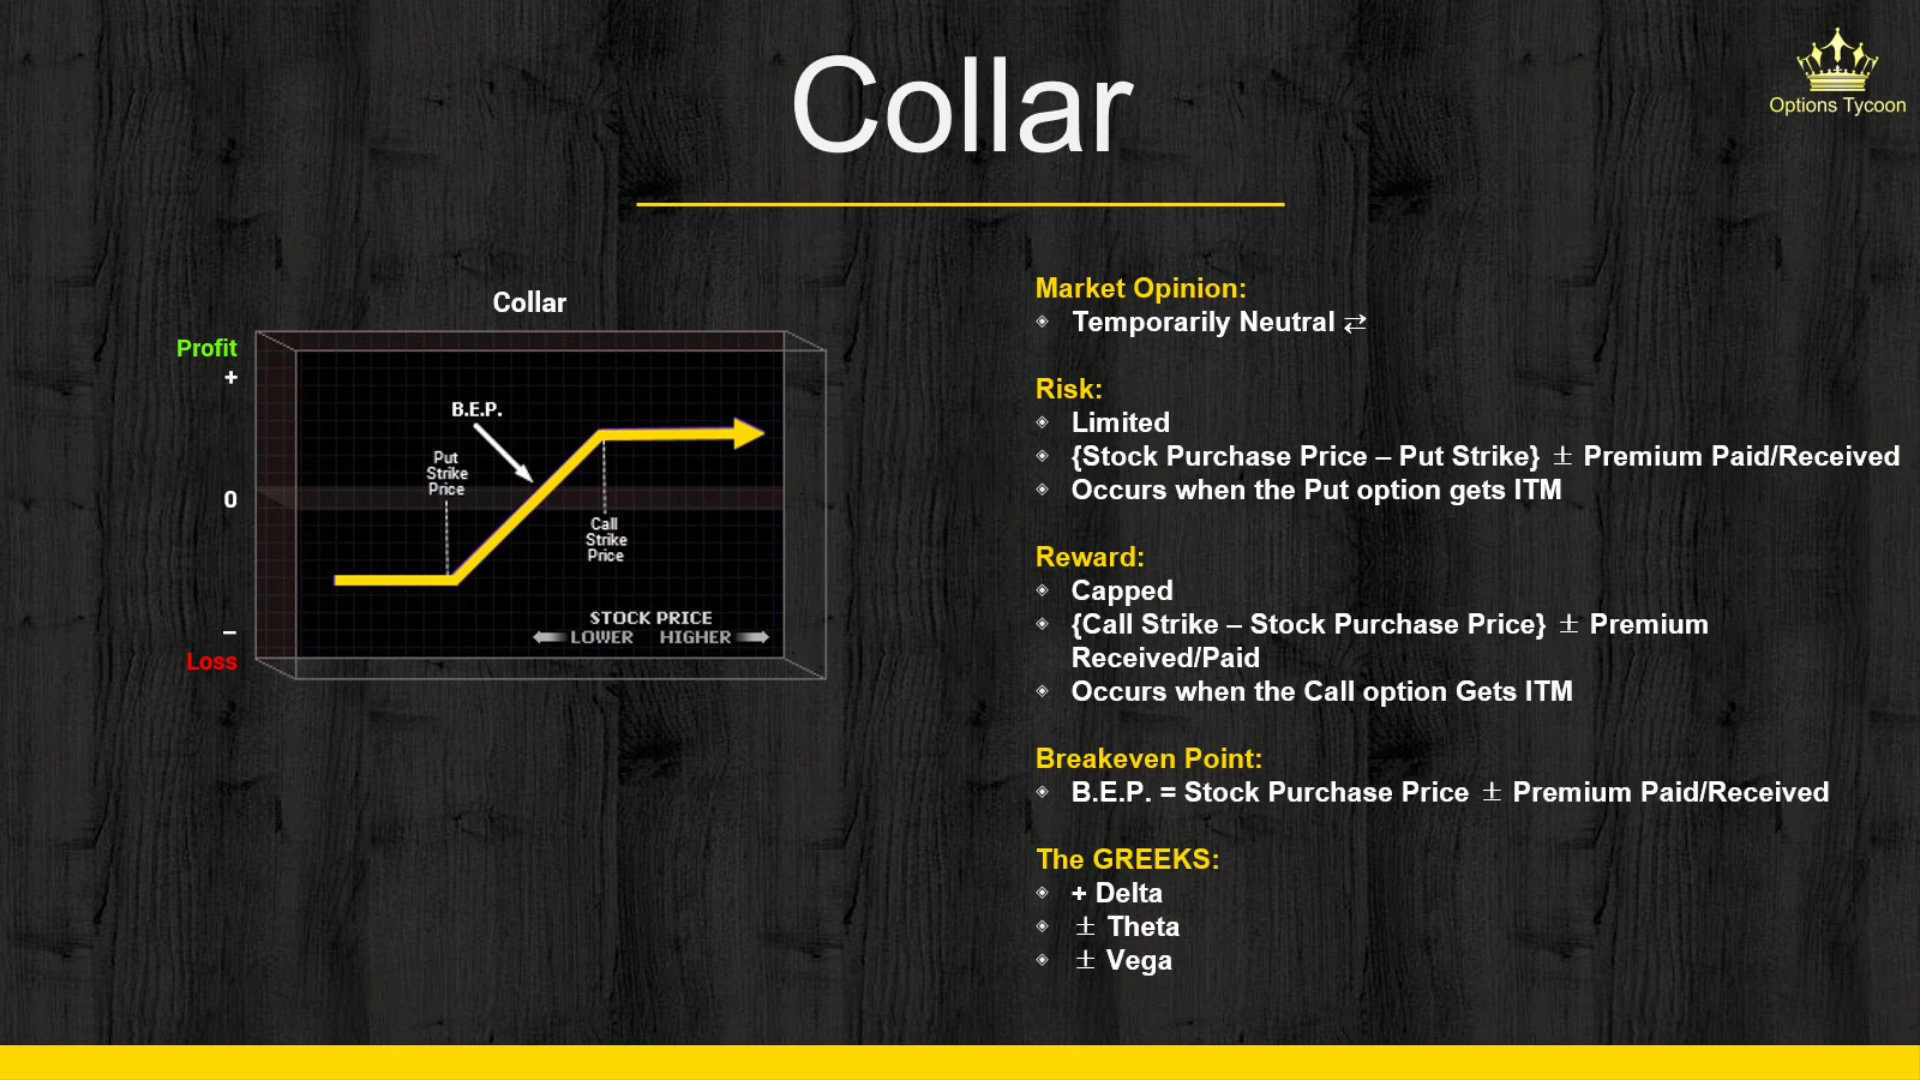 Collar
Options Tycoon
Collar
Profit
+
B.E.P.
Put
Strike
Price
0
Call
Strike
Price
STOCK PRICE
LOWER HIGHER
–
Loss
Market Opinion:
Temporarily Neutral ⇄
Risk:
Limited
{Stock Purchase Price – Put Strike} ± Premium Paid/Received
Occurs when the Put option gets ITM
Reward:
Capped
{Call Strike – Stock Purchase Price} ± Premium
Received/Paid
Occurs when the Call option Gets ITM
Breakeven Point:
B.E.P. = Stock Purchase Price ± Premium Paid/Received
The GREEKS:
+ Delta
± Theta
± Vega